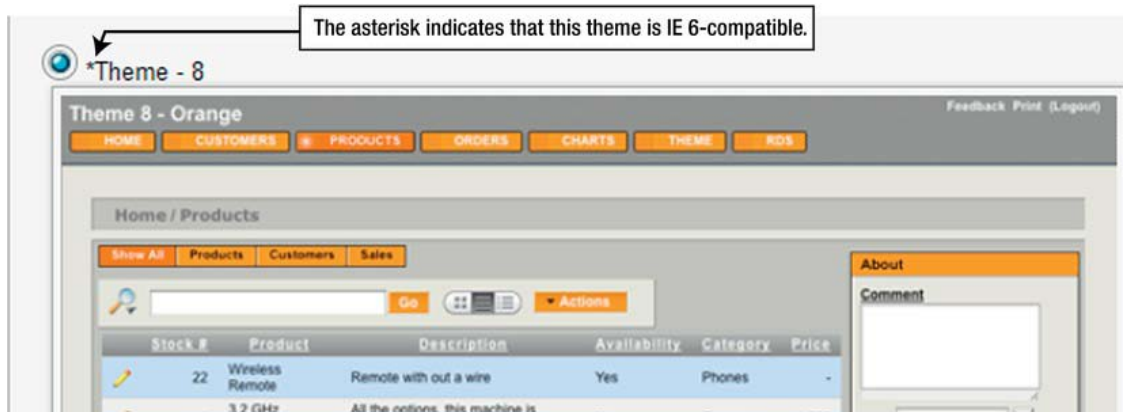 The asterisk indicates that this theme is IE 6-compatible.
*Theme - 8
Theme 8 - Orange
Feedback Print (Logout)
HOME CUSTOMERS PRODUCTS ORDERS CHARTS THEME RDS
Home / Products
Show All Products Customers Sales
About
Go Actions
Comment
Stock # Product Description Availability Category Price
22 Wireless Remote Remote with out a wire Yes Phones -
3.2 GHz All the options, this machine is